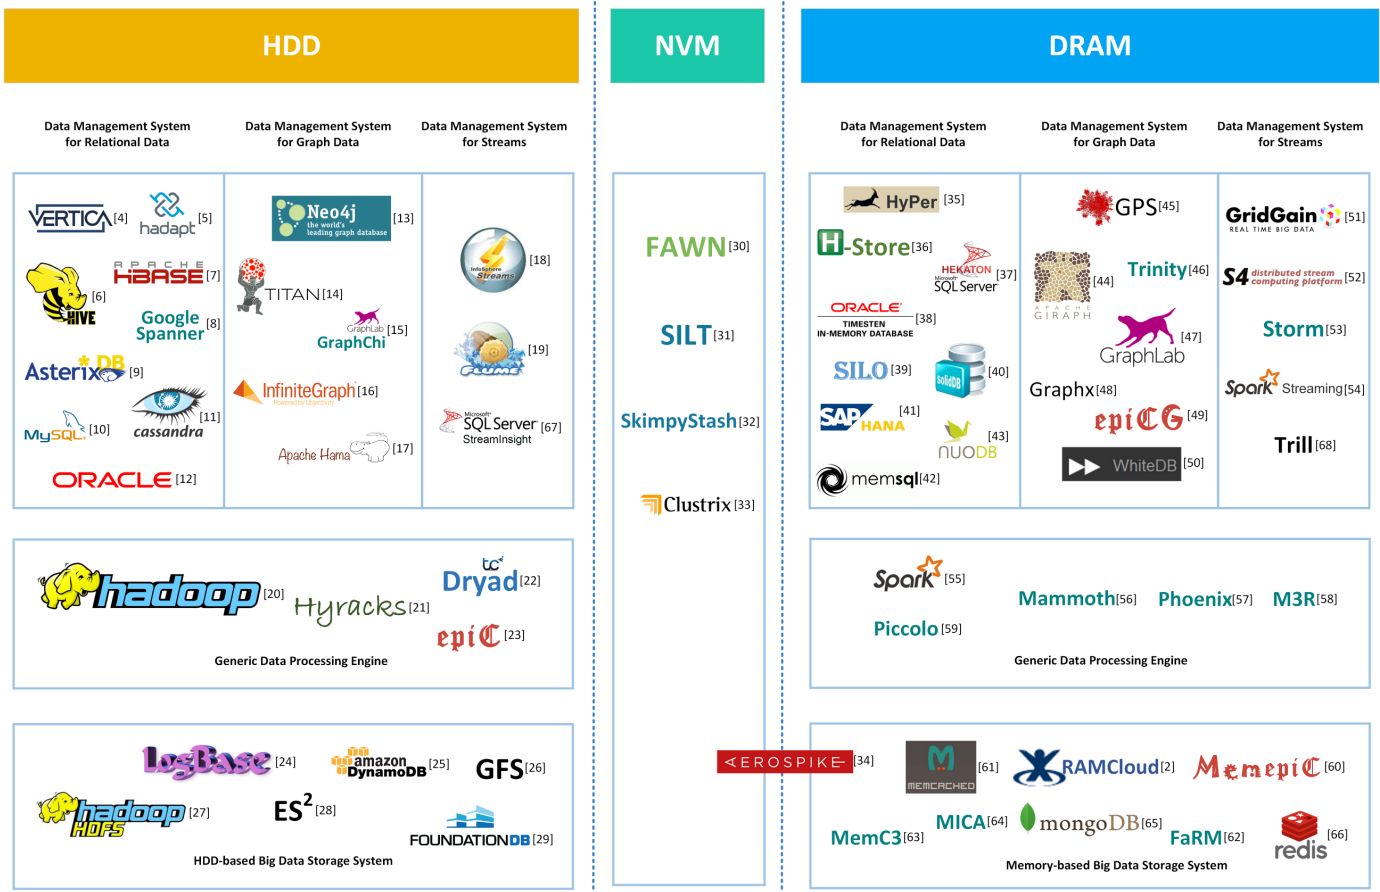 HDD
NVM
DRAM
Data Management System
for Relational Data
Data Management System
for Graph Data
Data Management System
for Streams
VERTICA [4]
hadapt [5]
APACHE
HBASE [7]
HIVE [6]
Google
Spanner [8]
AsterixDB [9]
MySQL [10]
cassandra [11]
ORACLE [12]
Neo4j
the world's
leading graph database [13]
TITAN [14]
GraphLab
GraphChi [15]
InfiniteGraph [16]
Powered by Objectivity
Apache Hama [17]
InfoSphere
Streams [18]
Flume [19]
Microsoft
SQL Server
StreamInsight [67]
FAWN [30]
SILT [31]
SkimpyStash [32]
Clustrix [33]
Data Management System
for Relational Data
Data Management System
for Graph Data
Data Management System
for Streams
HyPer [35]
H-Store [36]
HEKATON
Microsoft
SQL Server [37]
ORACLE
TIMESTEN
IN-MEMORY DATABASE [38]
SILO [39]
solidDB [40]
SAP HANA [41]
NUODB [43]
memsql [42]
GPS [45]
APACHE
GIRAPH [44]
Trinity [46]
GraphLab [47]
Graphx [48]
epiCG [49]
WhiteDB [50]
GridGain
REAL TIME BIG DATA [51]
S4 distributed stream
computing platform [52]
Storm [53]
Spark Streaming [54]
Trill [68]
hadoop [20]
Hyracks [21]
Dryad [22]
epiC [23]
Generic Data Processing Engine
Spark [55]
Mammoth [56]
Phoenix [57]
M3R [58]
Piccolo [59]
Generic Data Processing Engine
LogBase [24]
amazon
DynamoDB [25]
GFS [26]
hadoop
HDFS [27]
ES2 [28]
FOUNDATIONDB [29]
HDD-based Big Data Storage System
AEROSPIKE [34]
MEMCACHED [61]
RAMCloud [2]
MemepiC [60]
MemC3 [63]
MICA [64]
mongoDB [65]
FaRM [62]
redis [66]
Memory-based Big Data Storage System